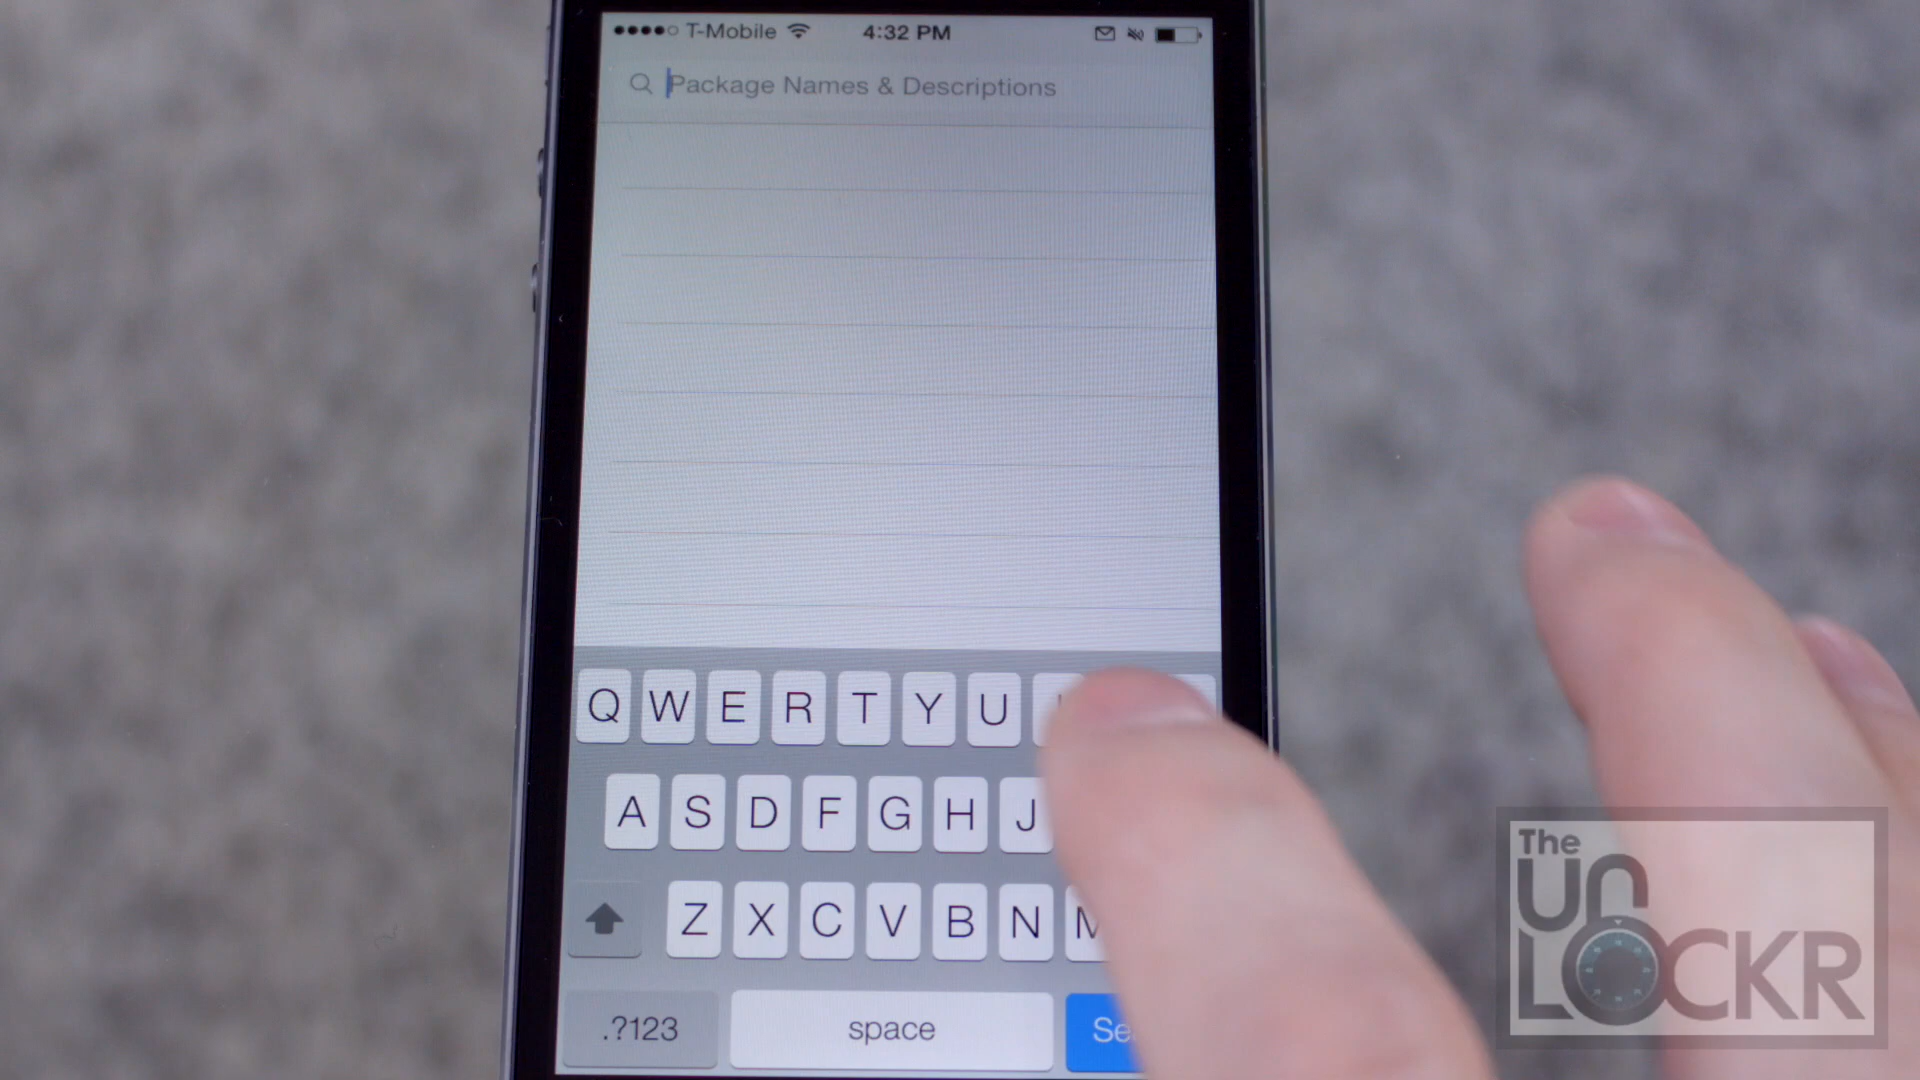 T-Mobile 4:32 PM
Package Names & Descriptions
Q W E R T Y U
A S D F G H J
Z X C V B N M
.?123 space
The
UN
LOCKR